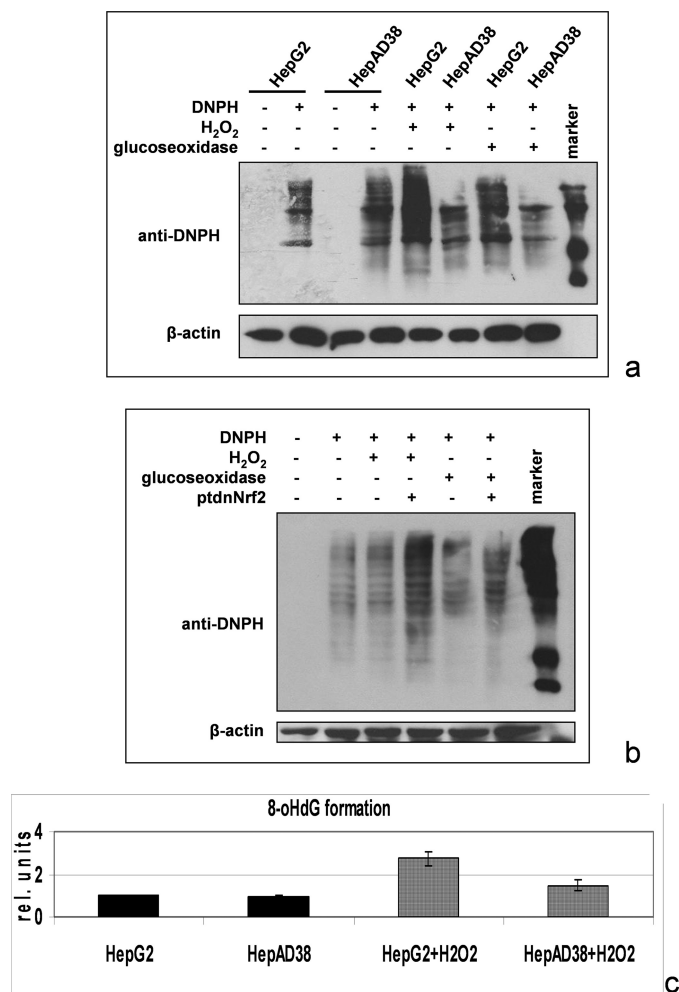 HepG2 HepAD38 HepG2 HepAD38 HepG2 HepAD38
DNPH - + - + + + + + marker
H₂O₂ - - - - + + - -
glucoseoxidase - - - - - - + +
anti-DNPH
β-actin
a
DNPH - + + + + + marker
H₂O₂ - - + + - -
glucoseoxidase - - - - + +
ptdnNrf2 - - - + - +
anti-DNPH
β-actin
b
8-oHdG formation
rel. units
4
2
0
HepG2 HepAD38 HepG2+H2O2 HepAD38+H2O2
c